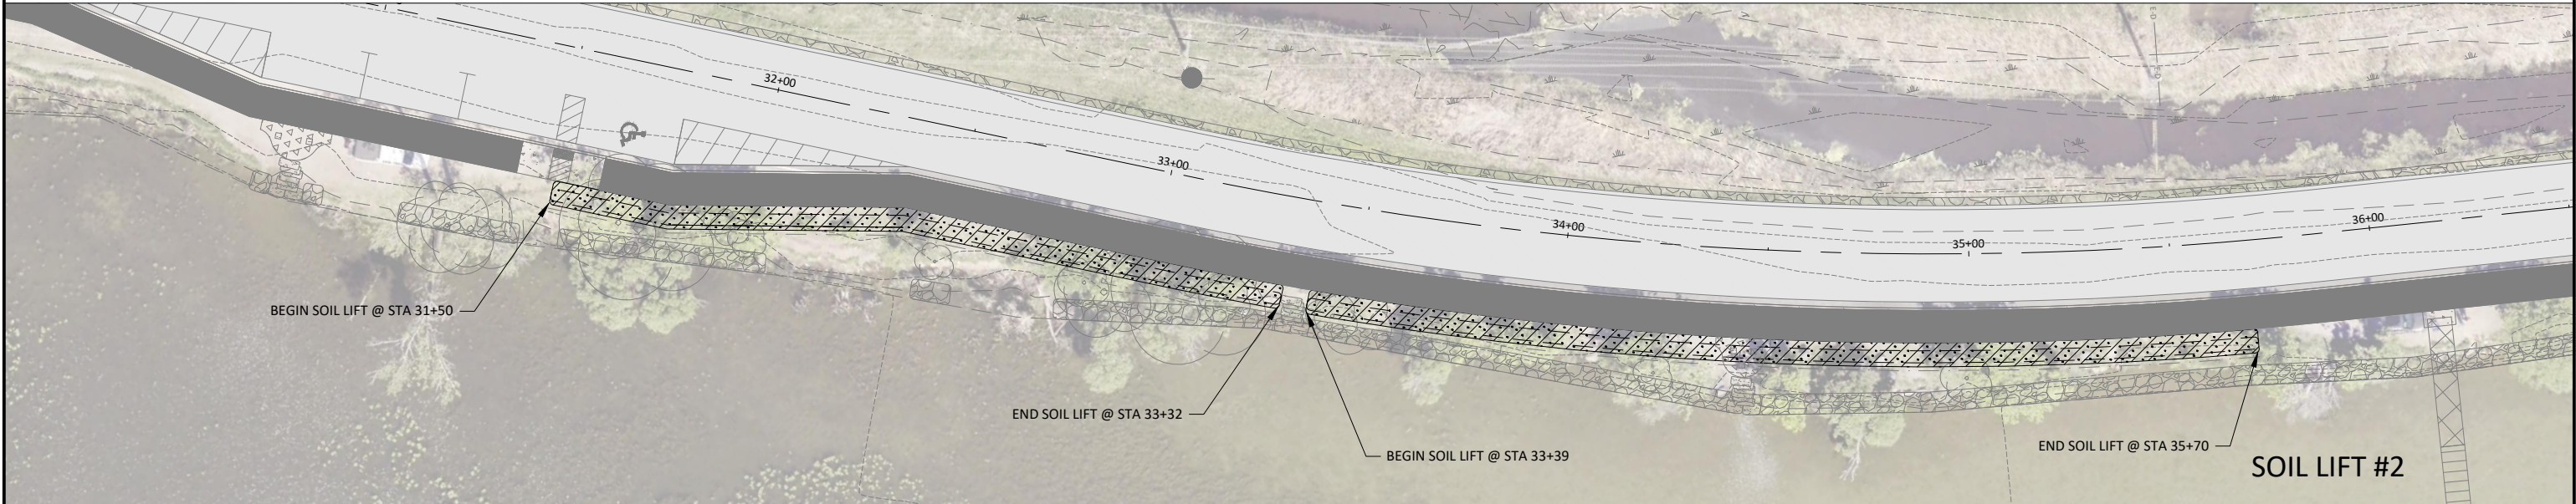 32+00
33+00
34+00
35+00
36+00
BEGIN SOIL LIFT @ STA 31+50
END SOIL LIFT @ STA 33+32
BEGIN SOIL LIFT @ STA 33+39
END SOIL LIFT @ STA 35+70
SOIL LIFT #2